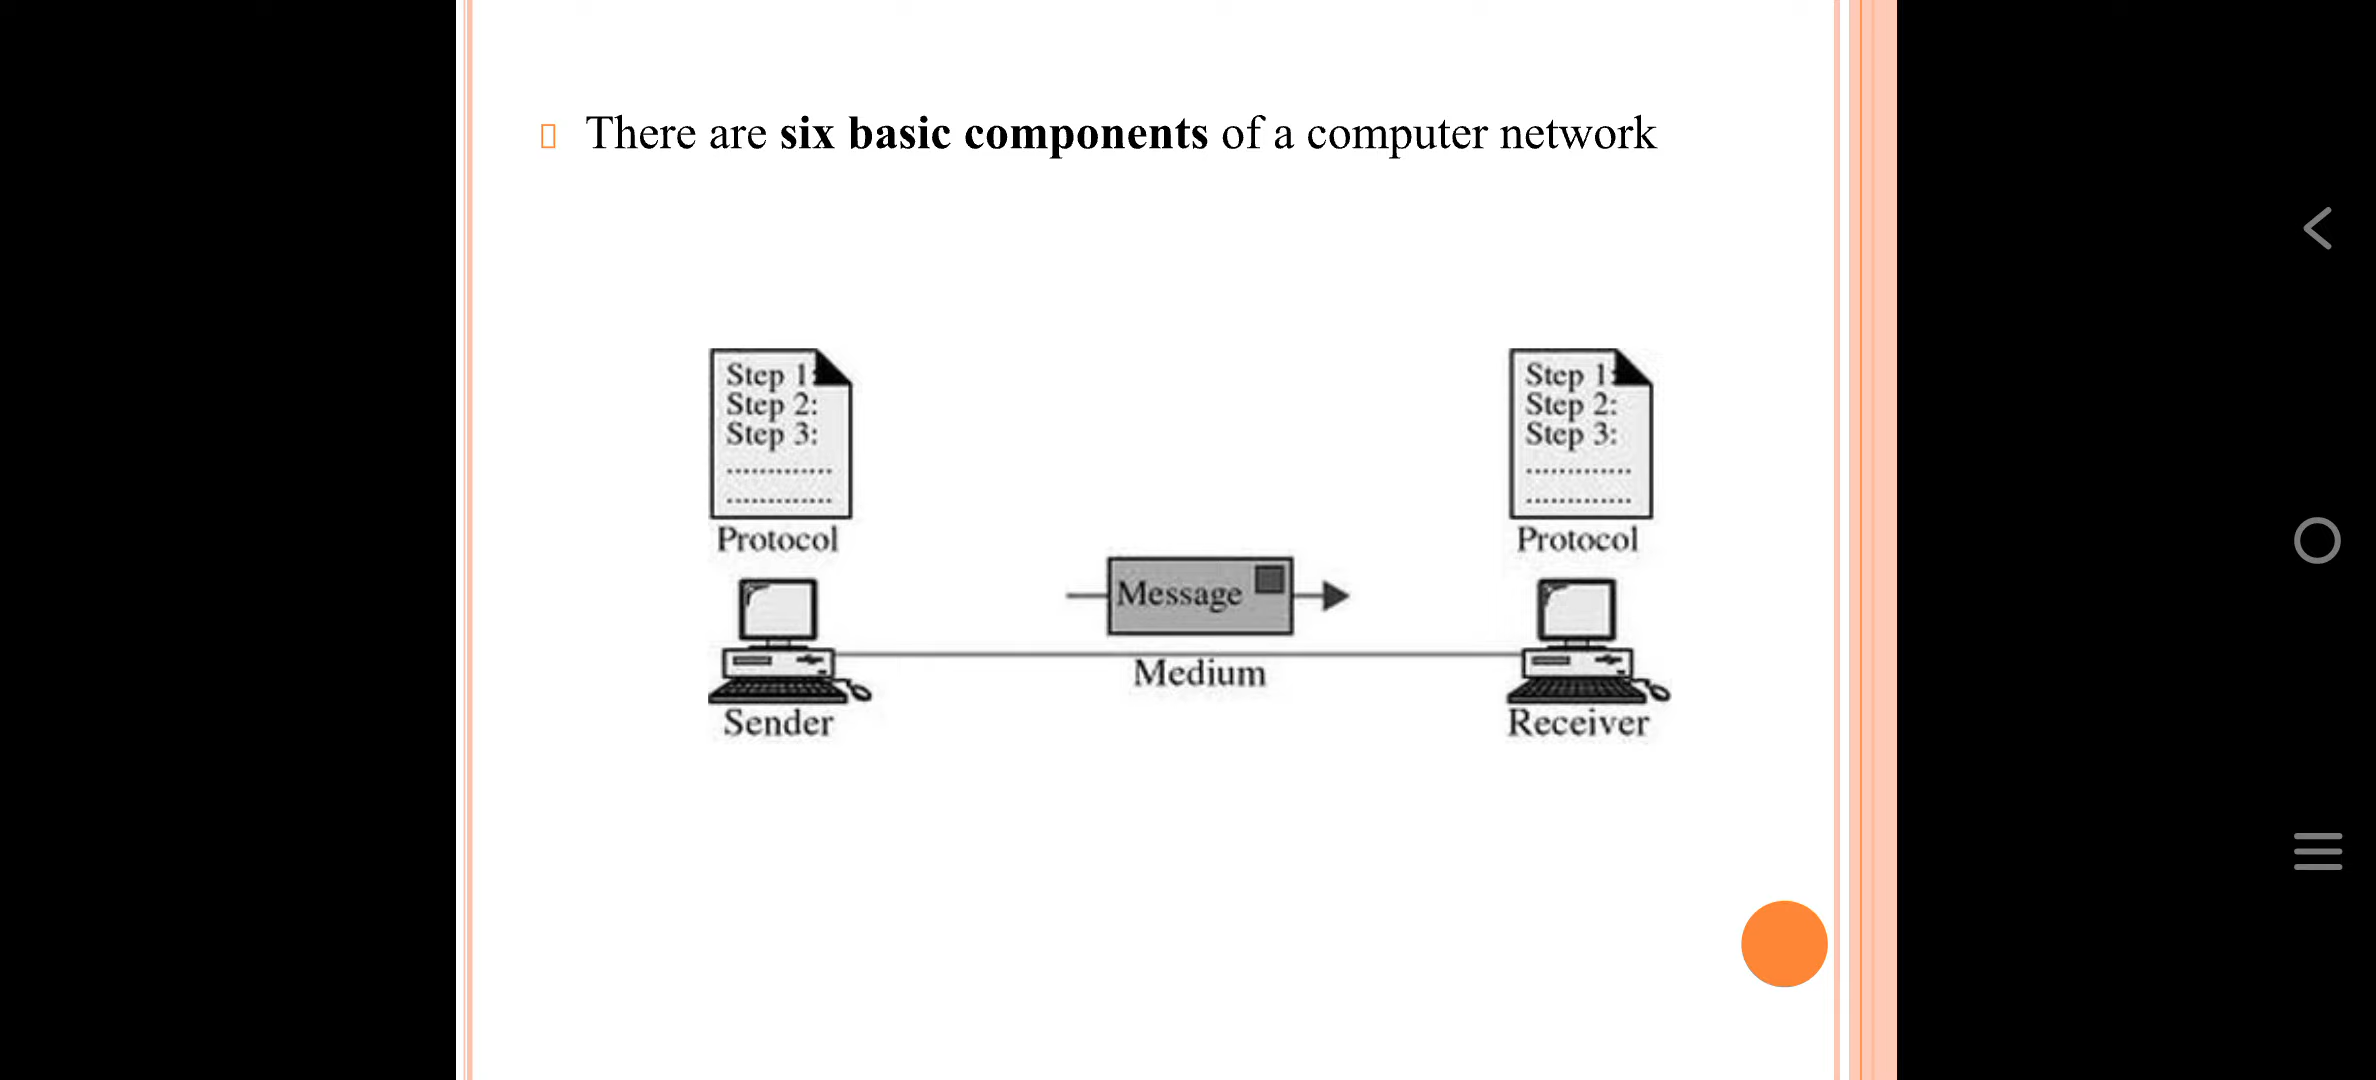 There are six basic components of a computer network
Step 1:
Step 2:
Step 3:
Protocol
Step 1:
Step 2:
Step 3:
Protocol
Message
Medium
Sender
Receiver